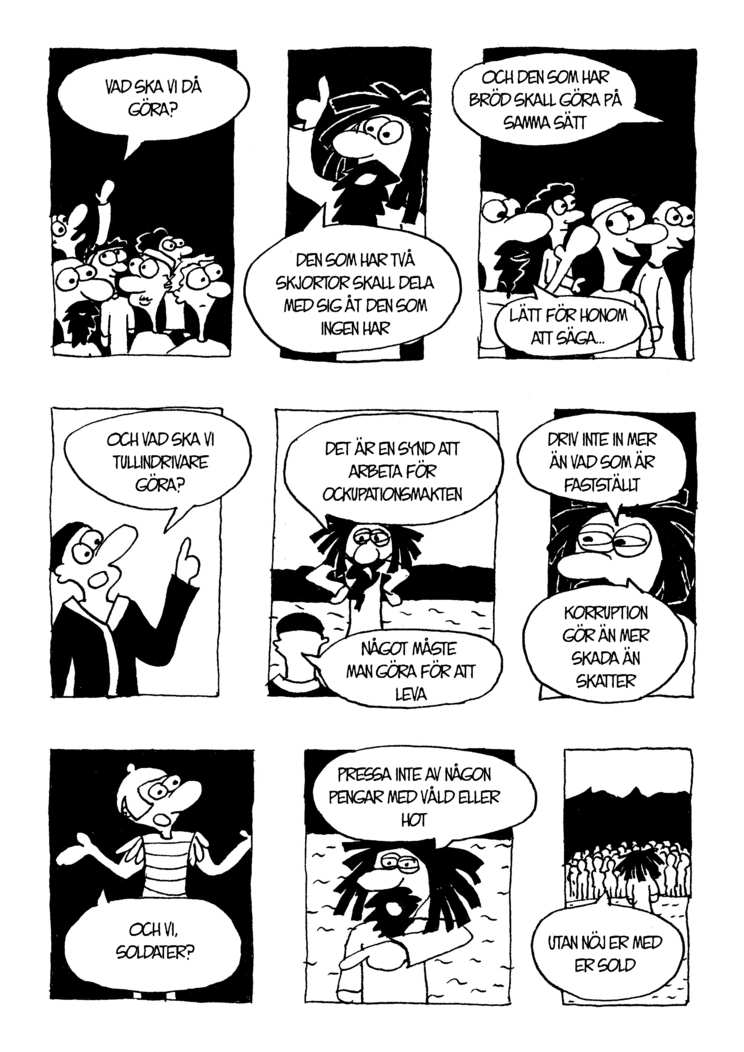 VAD SKA VI DÅ
GÖRA?
DEN SOM HAR TVÅ
SKJORTOR SKALL DELA
MED SIG ÅT DEN SOM
INGEN HAR
OCH DEN SOM HAR
BRÖD SKALL GÖRA PÅ
SAMMA SÄTT
LÄTT FÖR HONOM
ATT SÄGA...
OCH VAD SKA VI
TULLINDRIVARE
GÖRA?
DET ÄR EN SYND ATT
ARBETA FÖR
OCKUPATIONSMAKTEN
NÅGOT MÅSTE
MAN GÖRA FÖR ATT
LEVA
DRIV INTE IN MER
ÄN VAD SOM ÄR
FASTSTÄLLT
KORRUPTION
GÖR ÄN MER
SKADA ÄN
SKATTER
OCH VI,
SOLDATER?
PRESSA INTE AV NÅGON
PENGAR MED VÅLD ELLER
HOT
UTAN NÖJ ER MED
ER SOLD